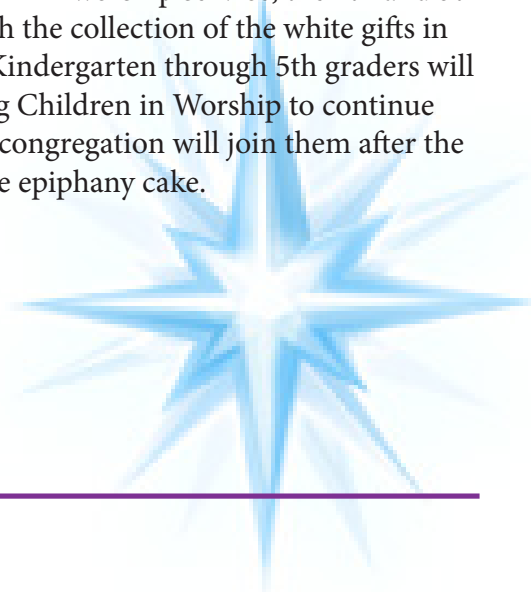 h the collection of the white gifts in
Kindergarten through 5th graders will
g Children in Worship to continue
congregation will join them after the
e epiphany cake.